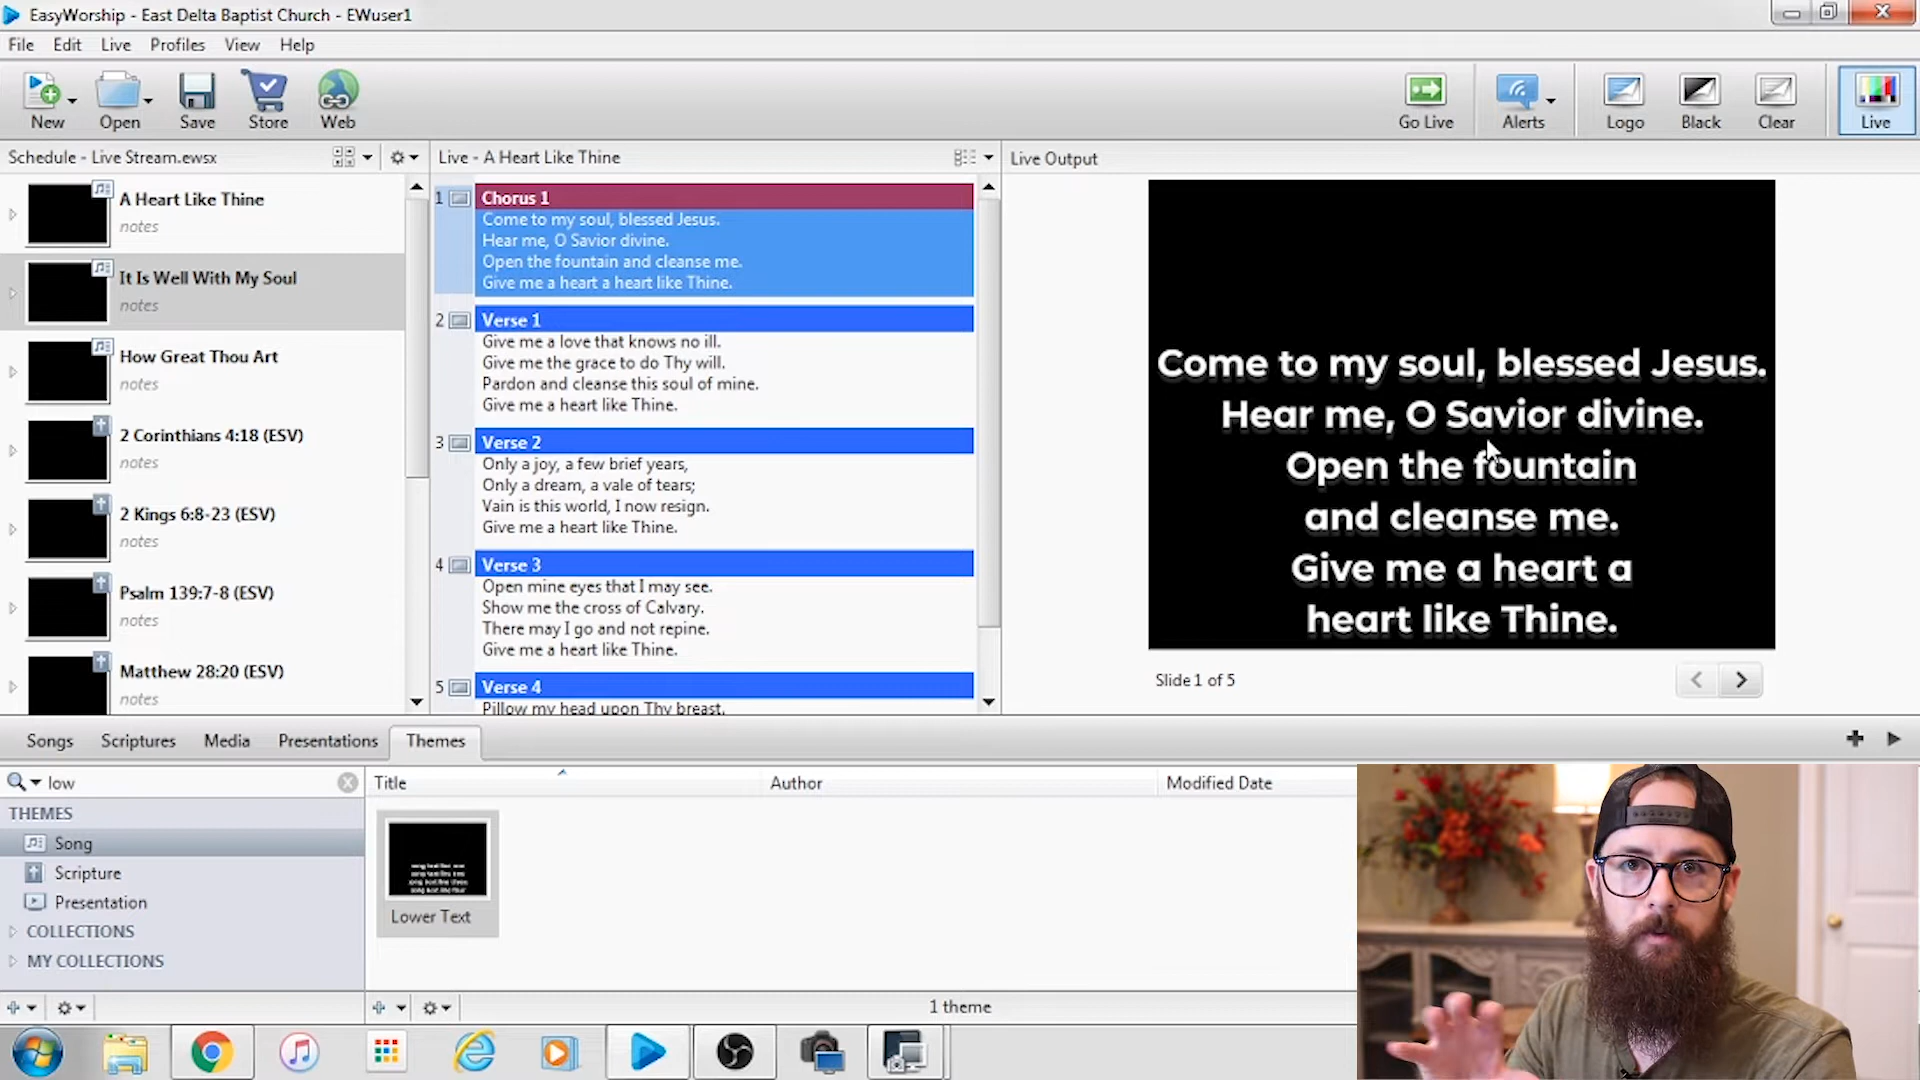 EasyWorship - East Delta Baptist Church - EWuser1
File Edit Live Profiles View Help
New Open Save Store Web Go Live Alerts Logo Black Clear Live
Schedule - Live Stream.ewsx
A Heart Like Thine
notes
It Is Well With My Soul
notes
How Great Thou Art
notes
2 Corinthians 4:18 (ESV)
notes
2 Kings 6:8-23 (ESV)
notes
Psalm 139:7-8 (ESV)
notes
Matthew 28:20 (ESV)
notes
Live - A Heart Like Thine
1 Chorus 1
Come to my soul, blessed Jesus.
Hear me, O Savior divine.
Open the fountain and cleanse me.
Give me a heart a heart like Thine.
2 Verse 1
Give me a love that knows no ill.
Give me the grace to do Thy will.
Pardon and cleanse this soul of mine.
Give me a heart like Thine.
3 Verse 2
Only a joy, a few brief years,
Only a dream, a vale of tears;
Vain is this world, I now resign.
Give me a heart like Thine.
4 Verse 3
Open mine eyes that I may see.
Show me the cross of Calvary.
There may I go and not repine.
Give me a heart like Thine.
5 Verse 4
Pillow my head upon Thy breast.
Live Output
Come to my soul, blessed Jesus.
Hear me, O Savior divine.
Open the fountain
and cleanse me.
Give me a heart a
heart like Thine.
Slide 1 of 5
Songs Scriptures Media Presentations Themes
low
THEMES
Song
Scripture
Presentation
COLLECTIONS
MY COLLECTIONS
Title Author Modified Date
Lower Text
1 theme